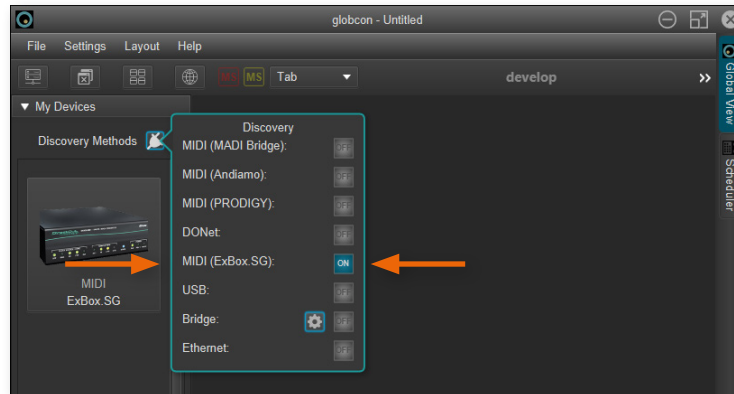 globcon - Untitled
File Settings Layout Help
MS Tab develop »
▼ My Devices
Discovery Methods
Discovery
MIDI (MADI Bridge): OFF
MIDI (Andiamo): OFF
MIDI (PRODIGY): OFF
DONet: OFF
MIDI (ExBox.SG): ON
USB: OFF
Bridge: OFF
Ethernet: OFF
MIDI
ExBox.SG
Global View
Scheduler